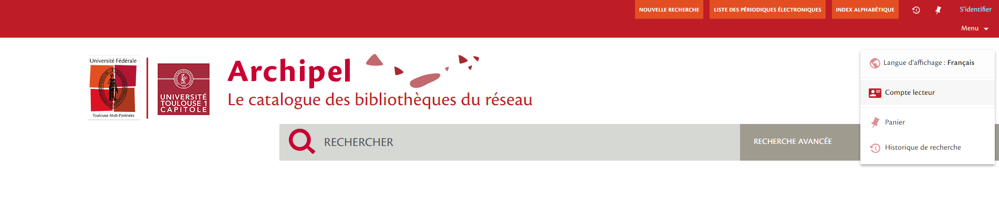 NOUVELLE RECHERCHE
LISTE DES PÉRIODIQUES ÉLECTRONIQUES
INDEX ALPHABÉTIQUE
S'identifier
Menu
Université Fédérale
Toulouse Midi-Pyrénées
UNIVERSITÉ
TOULOUSE 1
CAPITOLE
Archipel
Le catalogue des bibliothèques du réseau
Langue d'affichage : Français
Compte lecteur
Panier
Historique de recherche
RECHERCHER
RECHERCHE AVANCÉE